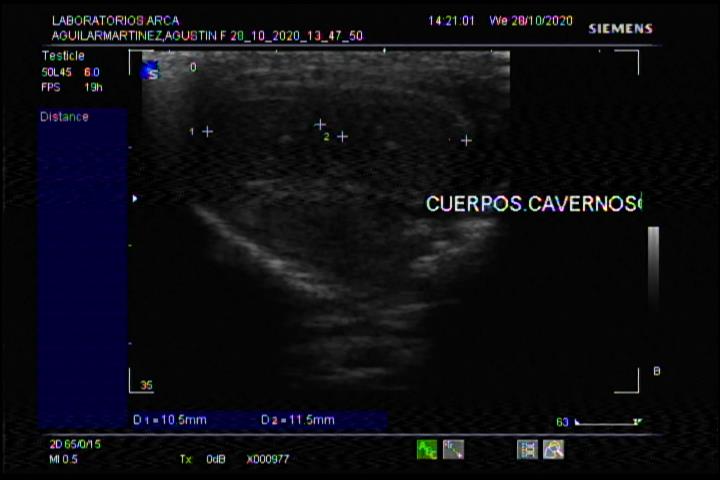 LABORATORIOS ARCA
14:21:01 We 28/10/2020
SIEMENS
AGUILARMARTINEZ,AGUSTIN F 28_10_2020_13_47_50
Testicle
50L45 6.0
FPS 19h
S
0
Distance
1
2
CUERPOS.CAVERNOS
B
35
D1=10.5mm D2=11.5mm
63
2D 65/0/15
MI 0.5
Tx 0dB X000977